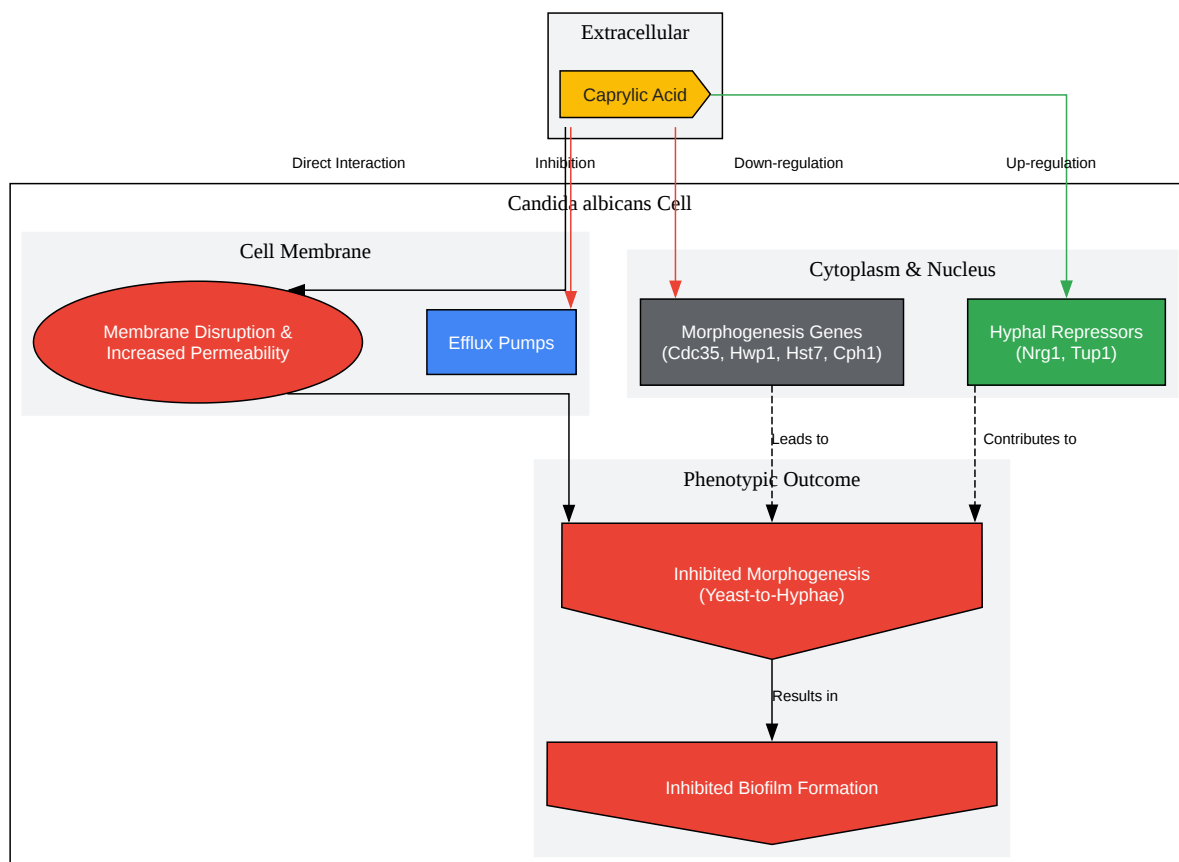 Extracellular
Caprylic Acid
Direct Interaction
Inhibition
Down-regulation
Up-regulation
Candida albicans Cell
Cell Membrane
Cytoplasm & Nucleus
Membrane Disruption &
Increased Permeability
Efflux Pumps
Morphogenesis Genes
(Cdc35, Hwp1, Hst7, Cph1)
Hyphal Repressors
(Nrg1, Tup1)
Leads to
Contributes to
Phenotypic Outcome
Inhibited Morphogenesis
(Yeast-to-Hyphae)
Results in
Inhibited Biofilm Formation